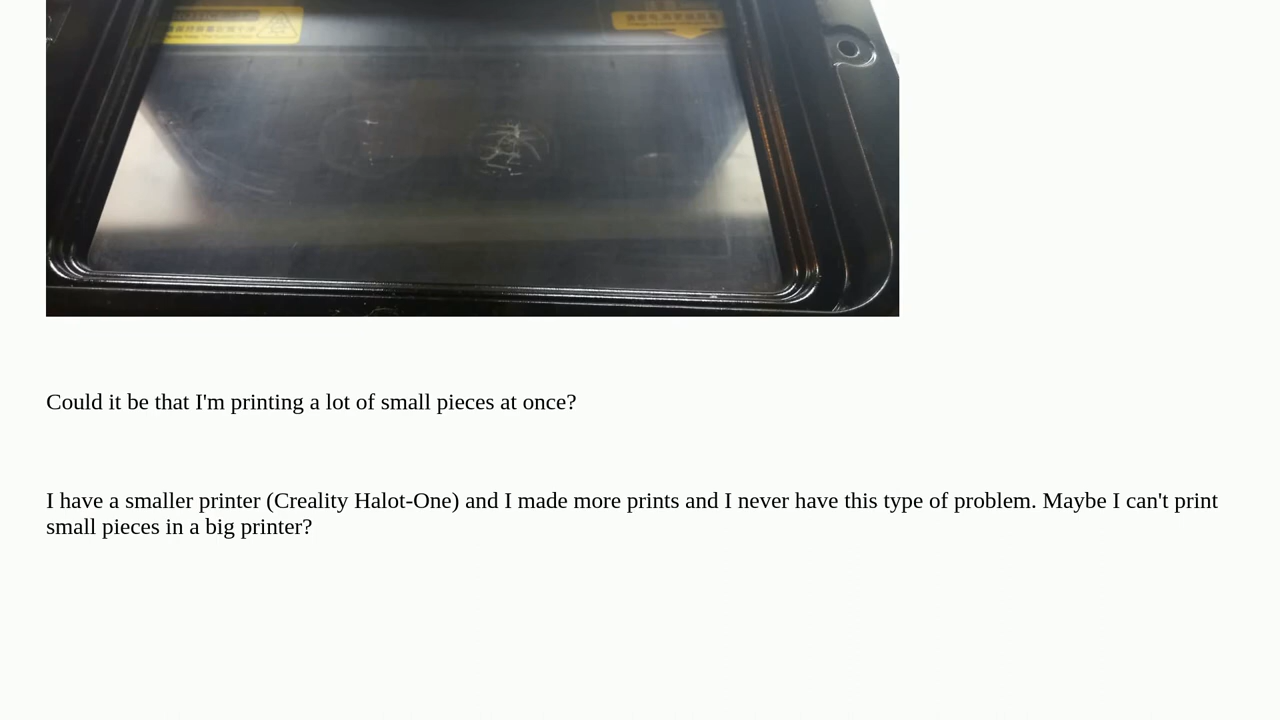 Could it be that I'm printing a lot of small pieces at once?
I have a smaller printer (Creality Halot-One) and I made more prints and I never have this type of problem. Maybe I can't print
small pieces in a big printer?